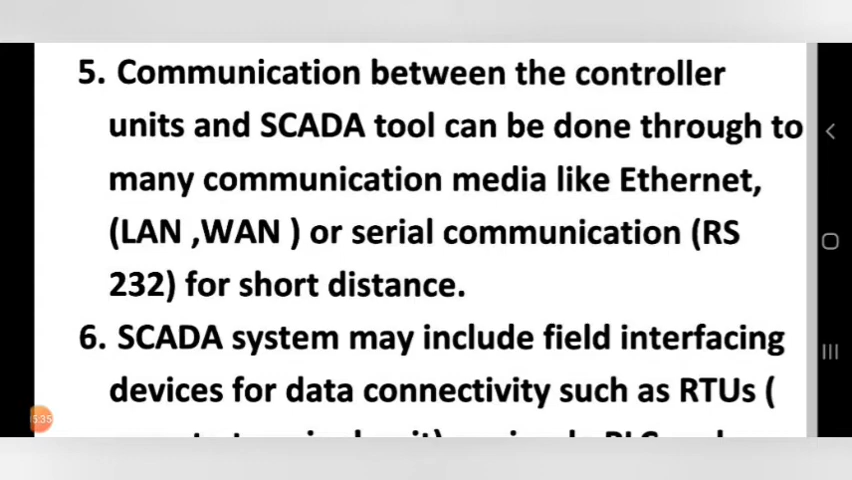 5. Communication between the controller
units and SCADA tool can be done through to
many communication media like Ethernet,
(LAN ,WAN ) or serial communication (RS
232) for short distance.
6. SCADA system may include field interfacing
devices for data connectivity such as RTUs (
5:35